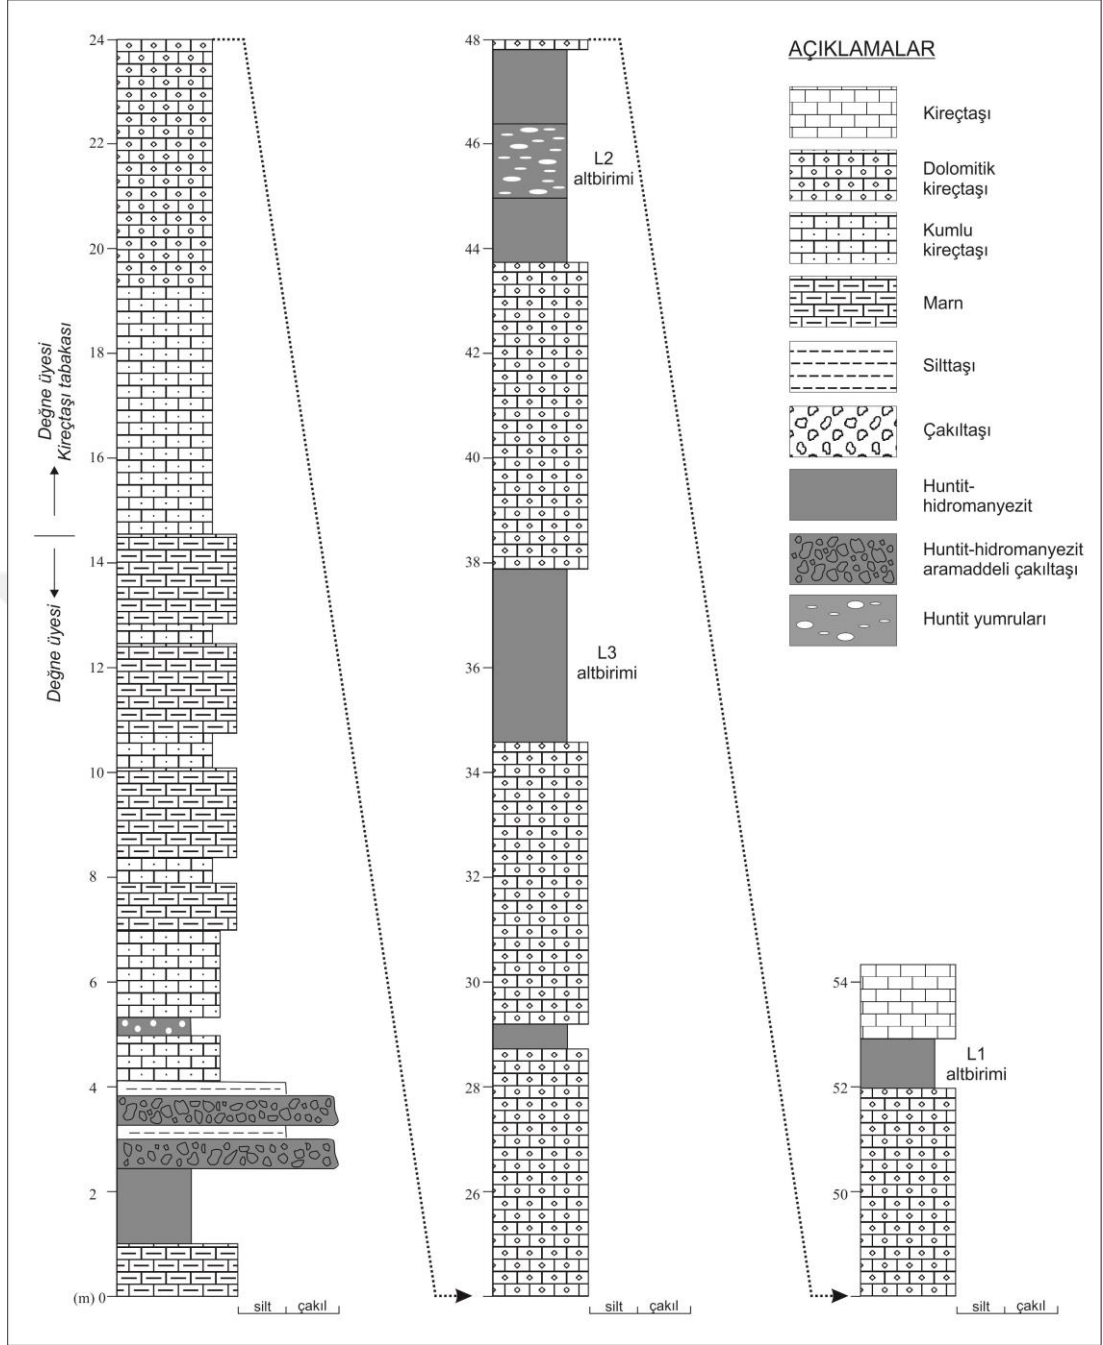 24
22
20
18
16
14
12
10
8
6
4
2
(m) 0
Değne üyesi
Kireçtaşı tabakası
Değne üyesi
silt
çakıl
48
46
44
42
40
38
36
34
32
30
28
26
L2
altbirimi
L3
altbirimi
silt
çakıl
54
52
50
L1
altbirimi
silt
çakıl
AÇIKLAMALAR
Kireçtaşı
Dolomitik
kireçtaşı
Kumlu
kireçtaşı
Marn
Silttaşı
Çakıltaşı
Huntit-
hidromanyezit
Huntit-hidromanyezit
aramaddeli çakıltaşı
Huntit yumruları